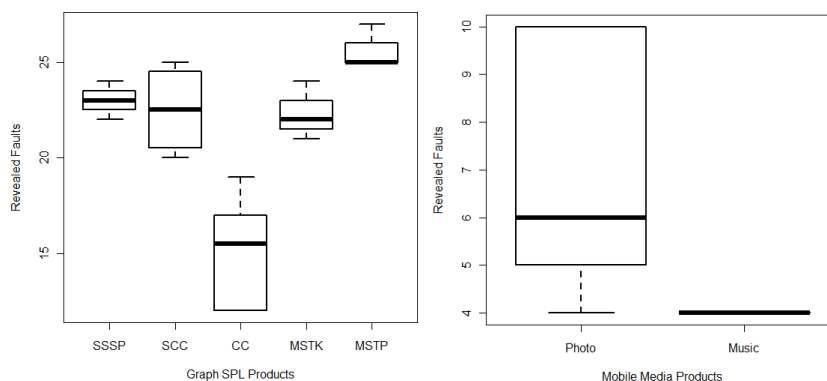 Revealed Faults
25
20
15
SSSP SCC CC MSTK MSTP
Graph SPL Products
Revealed Faults
10
9
8
7
6
5
4
Photo Music
Mobile Media Products